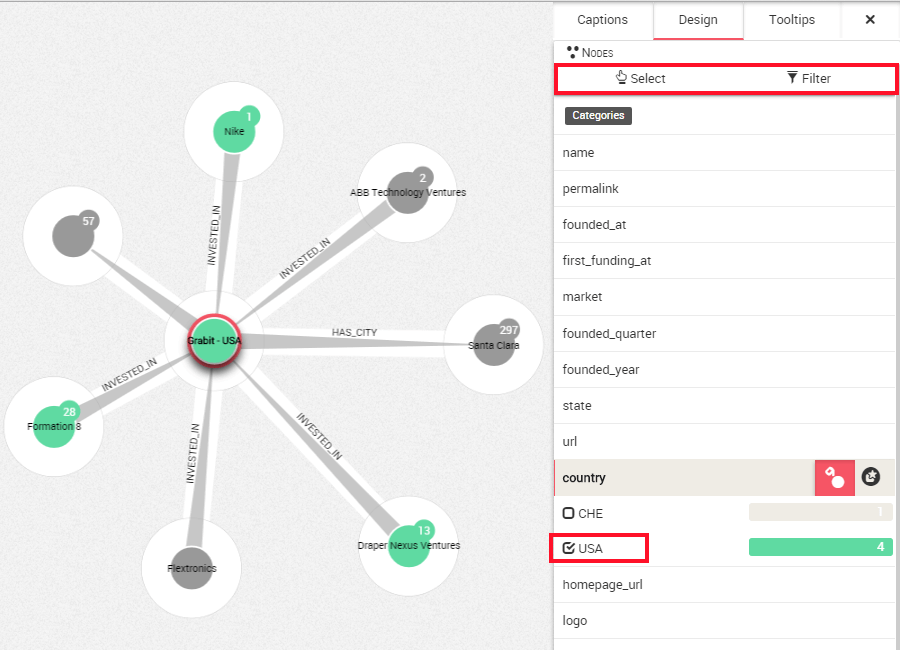 Captions
Design
Tooltips
×
NODES
Select
Filter
Categories
name
permalink
founded_at
first_funding_at
market
founded_quarter
founded_year
state
url
country
CHE
1
USA
4
homepage_url
logo
1
Nike
2
ABB Technology Ventures
57
INVESTED_IN
INVESTED_IN
297
Santa Clara
HAS_CITY
Grabit - USA
INVESTED_IN
28
Formation 8
INVESTED_IN
INVESTED_IN
13
Draper Nexus Ventures
Flextronics